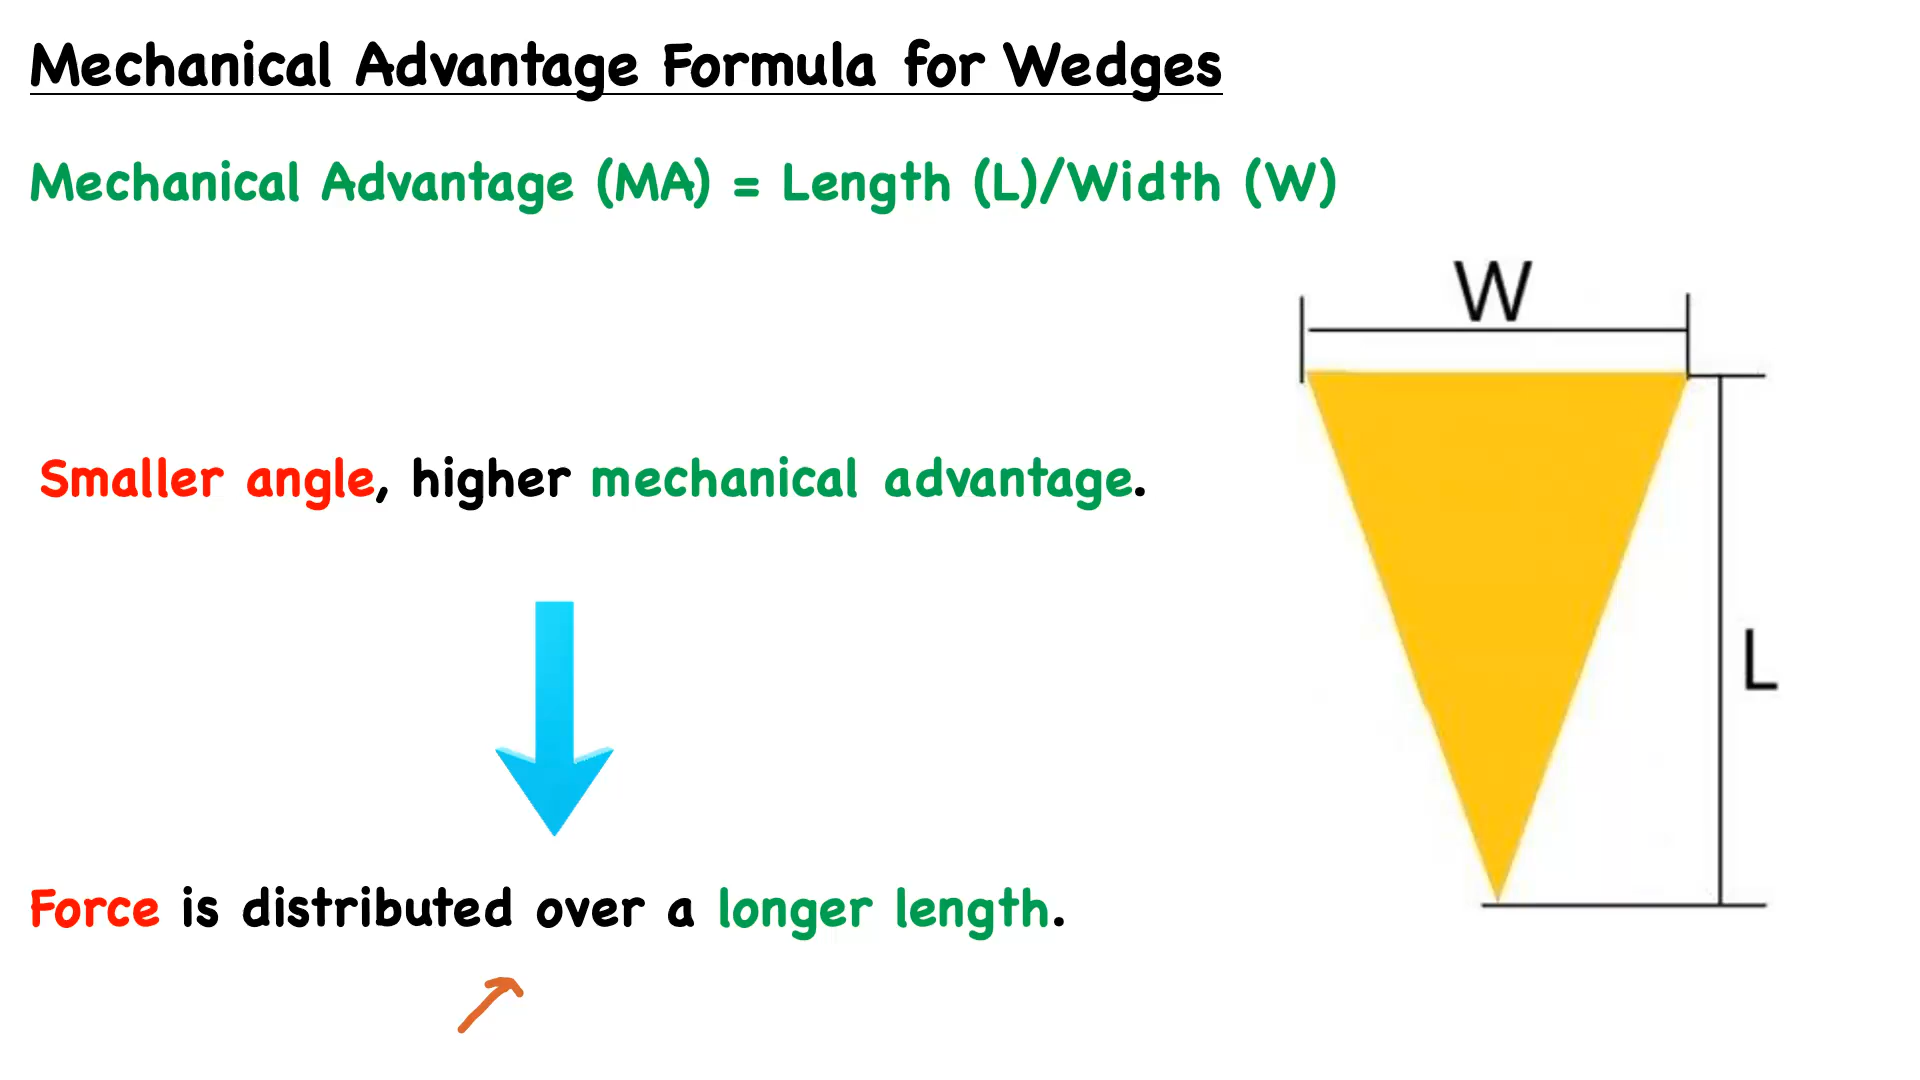 Mechanical Advantage Formula for Wedges
Mechanical Advantage (MA) = Length (L)/Width (W)
W
Smaller angle, higher mechanical advantage.
L
Force is distributed over a longer length.